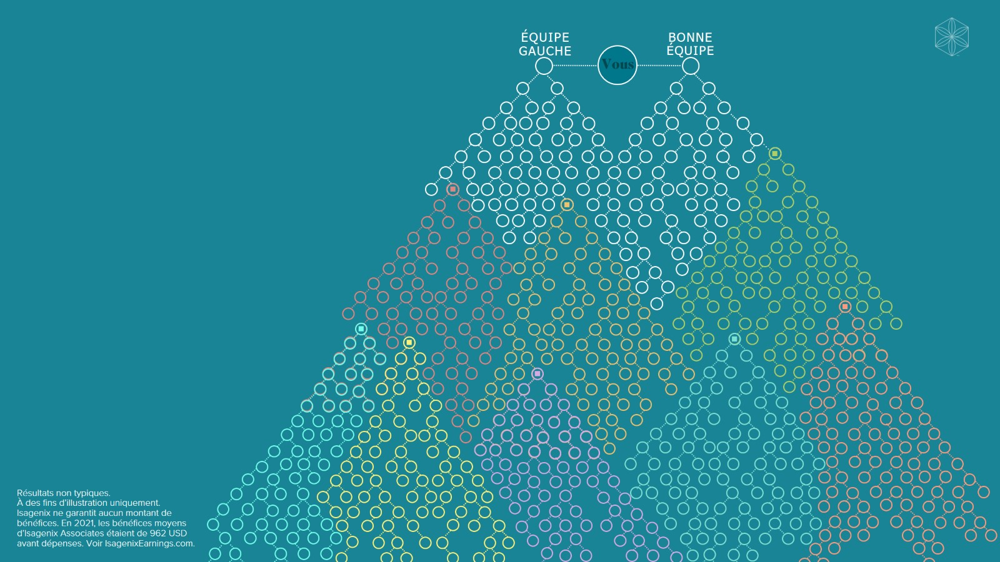 ÉQUIPE
GAUCHE
Vous
BONNE
ÉQUIPE
Résultats non typiques.
À des fins d'illustration uniquement.
Isagenix ne garantit aucun montant de
bénéfices. En 2021, les bénéfices moyens
d'Isagenix Associates étaient de 962 USD
avant dépenses. Voir IsagenixEarnings.com.